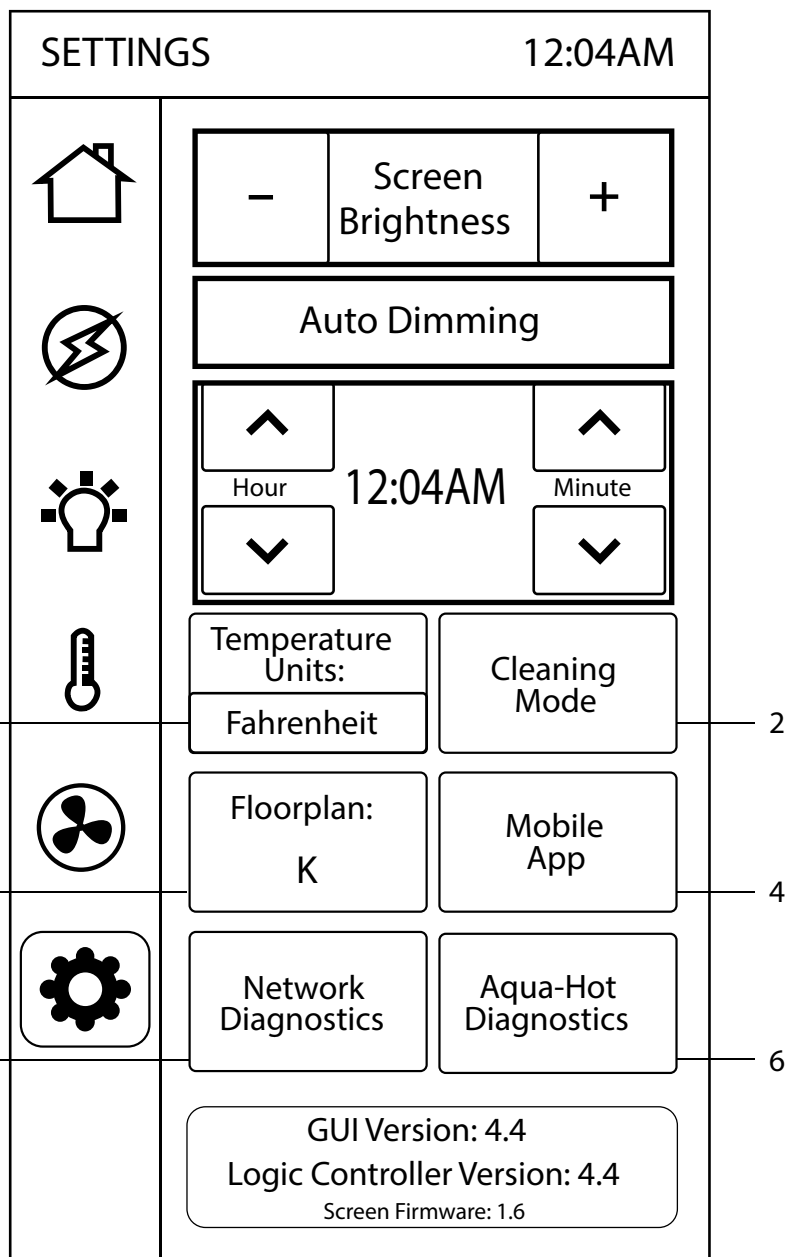 SETTINGS 12:04AM
- Screen Brightness +
Auto Dimming
Hour 12:04AM Minute
Temperature
Units:
Fahrenheit
Cleaning
Mode
2
Floorplan:
K
Mobile
App
4
Network
Diagnostics
Aqua-Hot
Diagnostics
6
GUI Version: 4.4
Logic Controller Version: 4.4
Screen Firmware: 1.6